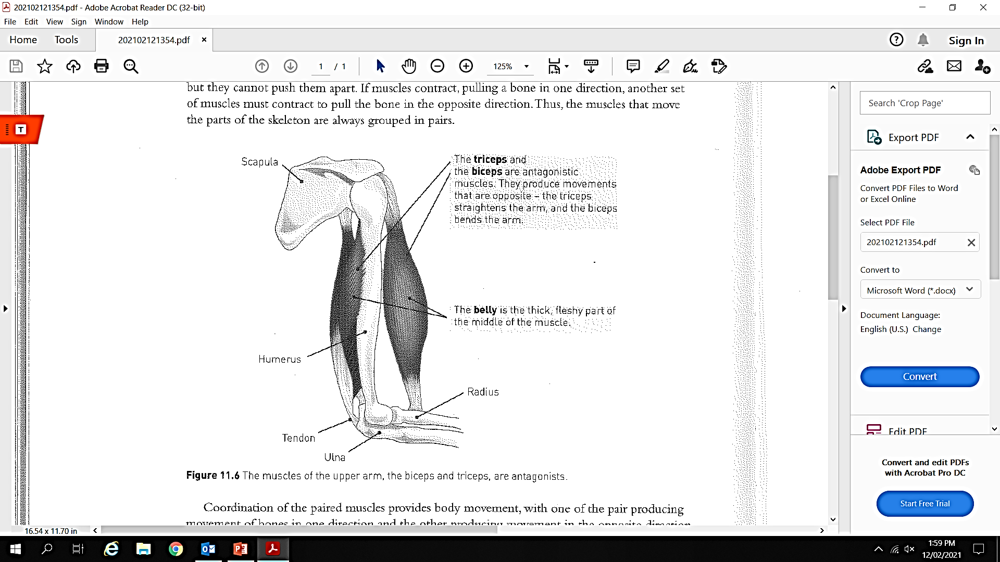 202102121354.pdf - Adobe Acrobat Reader DC (32-bit)
File Edit View Sign Window Help
Home Tools 202102121354.pdf × Sign In
1 / 1 125%
but they cannot push them apart. If muscles contract, pulling a bone in one direction, another set
of muscles must contract to pull the bone in the opposite direction. Thus, the muscles that move
the parts of the skeleton are always grouped in pairs.
T
Scapula
The triceps and
the biceps are antagonistic
muscles. They produce movements
that are opposite – the triceps
straightens the arm, and the biceps
bends the arm.
The belly is the thick, fleshy part of
the middle of the muscle.
Humerus
Radius
Tendon
Ulna
Figure 11.6 The muscles of the upper arm, the biceps and triceps, are antagonists.
Coordination of the paired muscles provides body movement, with one of the pair producing
movement of bones in one direction and the other producing movement in the opposite direction
16.54 x 11.70 in
Search 'Crop Page'
Export PDF
Adobe Export PDF
Convert PDF Files to Word
or Excel Online
Select PDF File
202102121354.pdf
Convert to
Microsoft Word (*.docx)
Document Language:
English (U.S.) Change
Convert
Edit PDF
Convert and edit PDFs
with Acrobat Pro DC
Start Free Trial
1:59 PM
12/02/2021